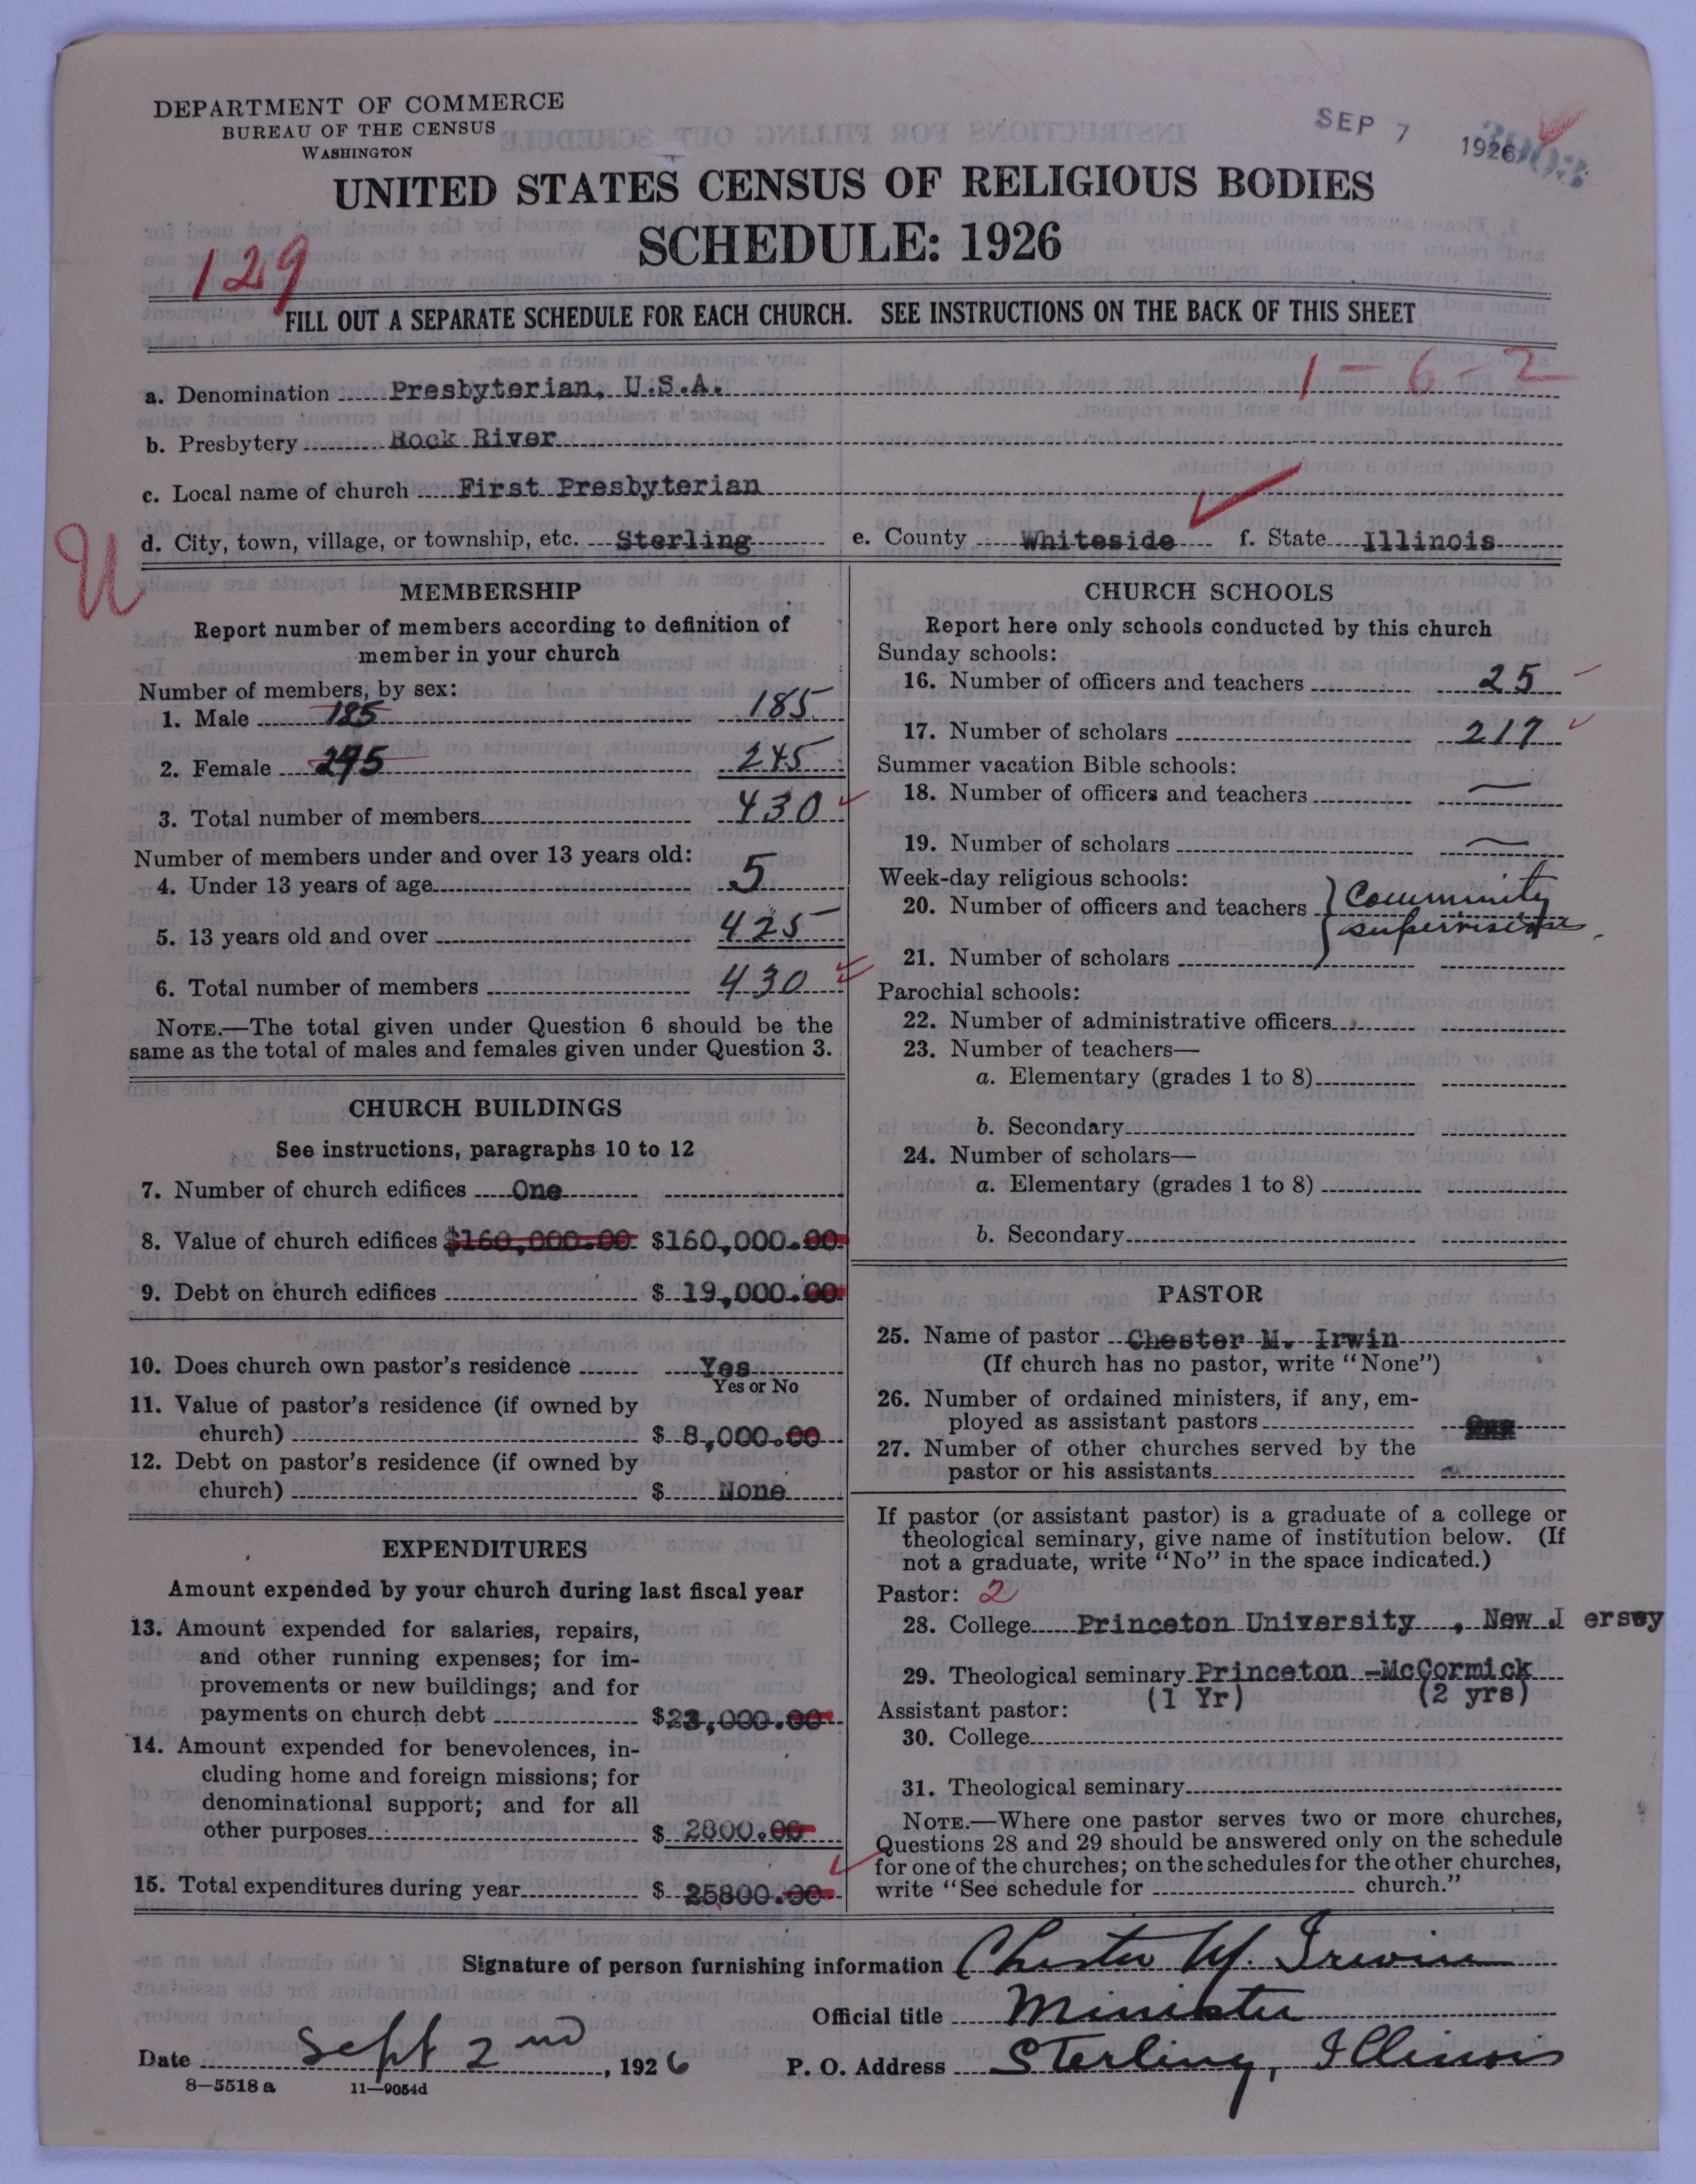 DEPARTMENT OF COMMERCE
BUREAU OF THE CENSUS
WASHINGTON
SEP 7 1926
UNITED STATES CENSUS OF RELIGIOUS BODIES
SCHEDULE: 1926
129
FILL OUT A SEPARATE SCHEDULE FOR EACH CHURCH. SEE INSTRUCTIONS ON THE BACK OF THIS SHEET
1-6-2
a. Denomination Presbyterian, U.S.A.
b. Presbytery Rock River
c. Local name of church First Presbyterian
U
d. City, town, village, or township, etc. Sterling e. County Whiteside f. State Illinois
MEMBERSHIP
Report number of members according to definition of
member in your church
Number of members, by sex:
1. Male 185 185
2. Female 245 245
3. Total number of members 430
Number of members under and over 13 years old:
4. Under 13 years of age 5
5. 13 years old and over 425
6. Total number of members 430
NOTE.—The total given under Question 6 should be the
same as the total of males and females given under Question 3.
CHURCH BUILDINGS
See instructions, paragraphs 10 to 12
7. Number of church edifices One
8. Value of church edifices $160,000.00 $160,000.00
9. Debt on church edifices $ 19,000.00
10. Does church own pastor's residence Yes
Yes or No
11. Value of pastor's residence (if owned by
church) $ 8,000.00
12. Debt on pastor's residence (if owned by
church) $ None
EXPENDITURES
Amount expended by your church during last fiscal year
13. Amount expended for salaries, repairs,
and other running expenses; for im-
provements or new buildings; and for
payments on church debt $23,000.00
14. Amount expended for benevolences, in-
cluding home and foreign missions; for
denominational support; and for all
other purposes $ 2800.00
15. Total expenditures during year $ 25800.00
CHURCH SCHOOLS
Report here only schools conducted by this church
Sunday schools:
16. Number of officers and teachers 25
17. Number of scholars 217
Summer vacation Bible schools:
18. Number of officers and teachers —
19. Number of scholars —
Week-day religious schools:
20. Number of officers and teachers } Community
supervision
21. Number of scholars
Parochial schools:
22. Number of administrative officers
23. Number of teachers—
a. Elementary (grades 1 to 8)
b. Secondary
24. Number of scholars—
a. Elementary (grades 1 to 8)
b. Secondary
PASTOR
25. Name of pastor Chester M. Irwin
(If church has no pastor, write "None")
26. Number of ordained ministers, if any, em-
ployed as assistant pastors
27. Number of other churches served by the
pastor or his assistants
If pastor (or assistant pastor) is a graduate of a college or
theological seminary, give name of institution below. (If
not a graduate, write "No" in the space indicated.)
Pastor: 2
28. College Princeton University , New J ersey
29. Theological seminary Princeton -McCormick
(1 Yr) (2 yrs)
Assistant pastor:
30. College
31. Theological seminary
NOTE.—Where one pastor serves two or more churches,
Questions 28 and 29 should be answered only on the schedule
for one of the churches; on the schedules for the other churches,
write "See schedule for church."
Signature of person furnishing information Chester M. Irwin
Official title Minister
Date Sept 2nd, 1926 P. O. Address Sterling, Illinois
8—5518 a 11—9054d